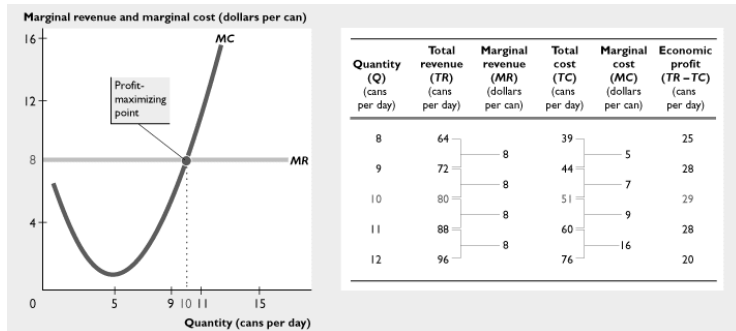 Marginal revenue and marginal cost (dollars per can)
16
MC
12
Profit-
maximizing
point
8
MR
4
0 5 9 10 11 15
Quantity (cans per day)
Quantity
(Q)
(cans
per day)
Total
revenue
(TR)
(cans
per day)
Marginal
revenue
(MR)
(dollars
per can)
Total
cost
(TC)
(cans
per day)
Marginal
cost
(MC)
(dollars
per can)
Economic
profit
(TR – TC)
(cans
per day)
8 64 39 25
8 5
9 72 44 28
8 7
10 80 51 29
8 9
11 88 60 28
8 16
12 96 76 20